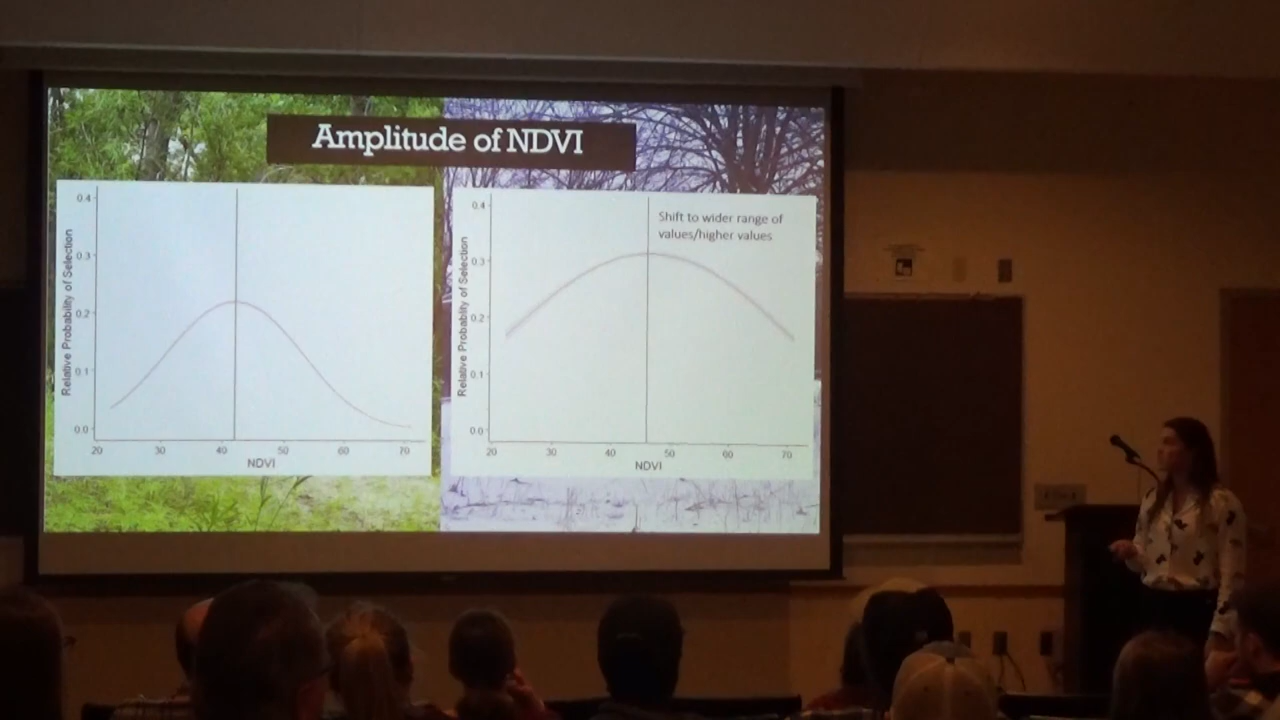 Amplitude of NDVI
Relative Probability of Selection
0.4
0.3
0.2
0.1
0.0
20 30 40 50 60 70
NDVI
Shift to wider range of
values/higher values
Relative Probablity of Selection
0.4
0.3
0.2
0.1
0.0
20 30 40 50 60 70
NDVI